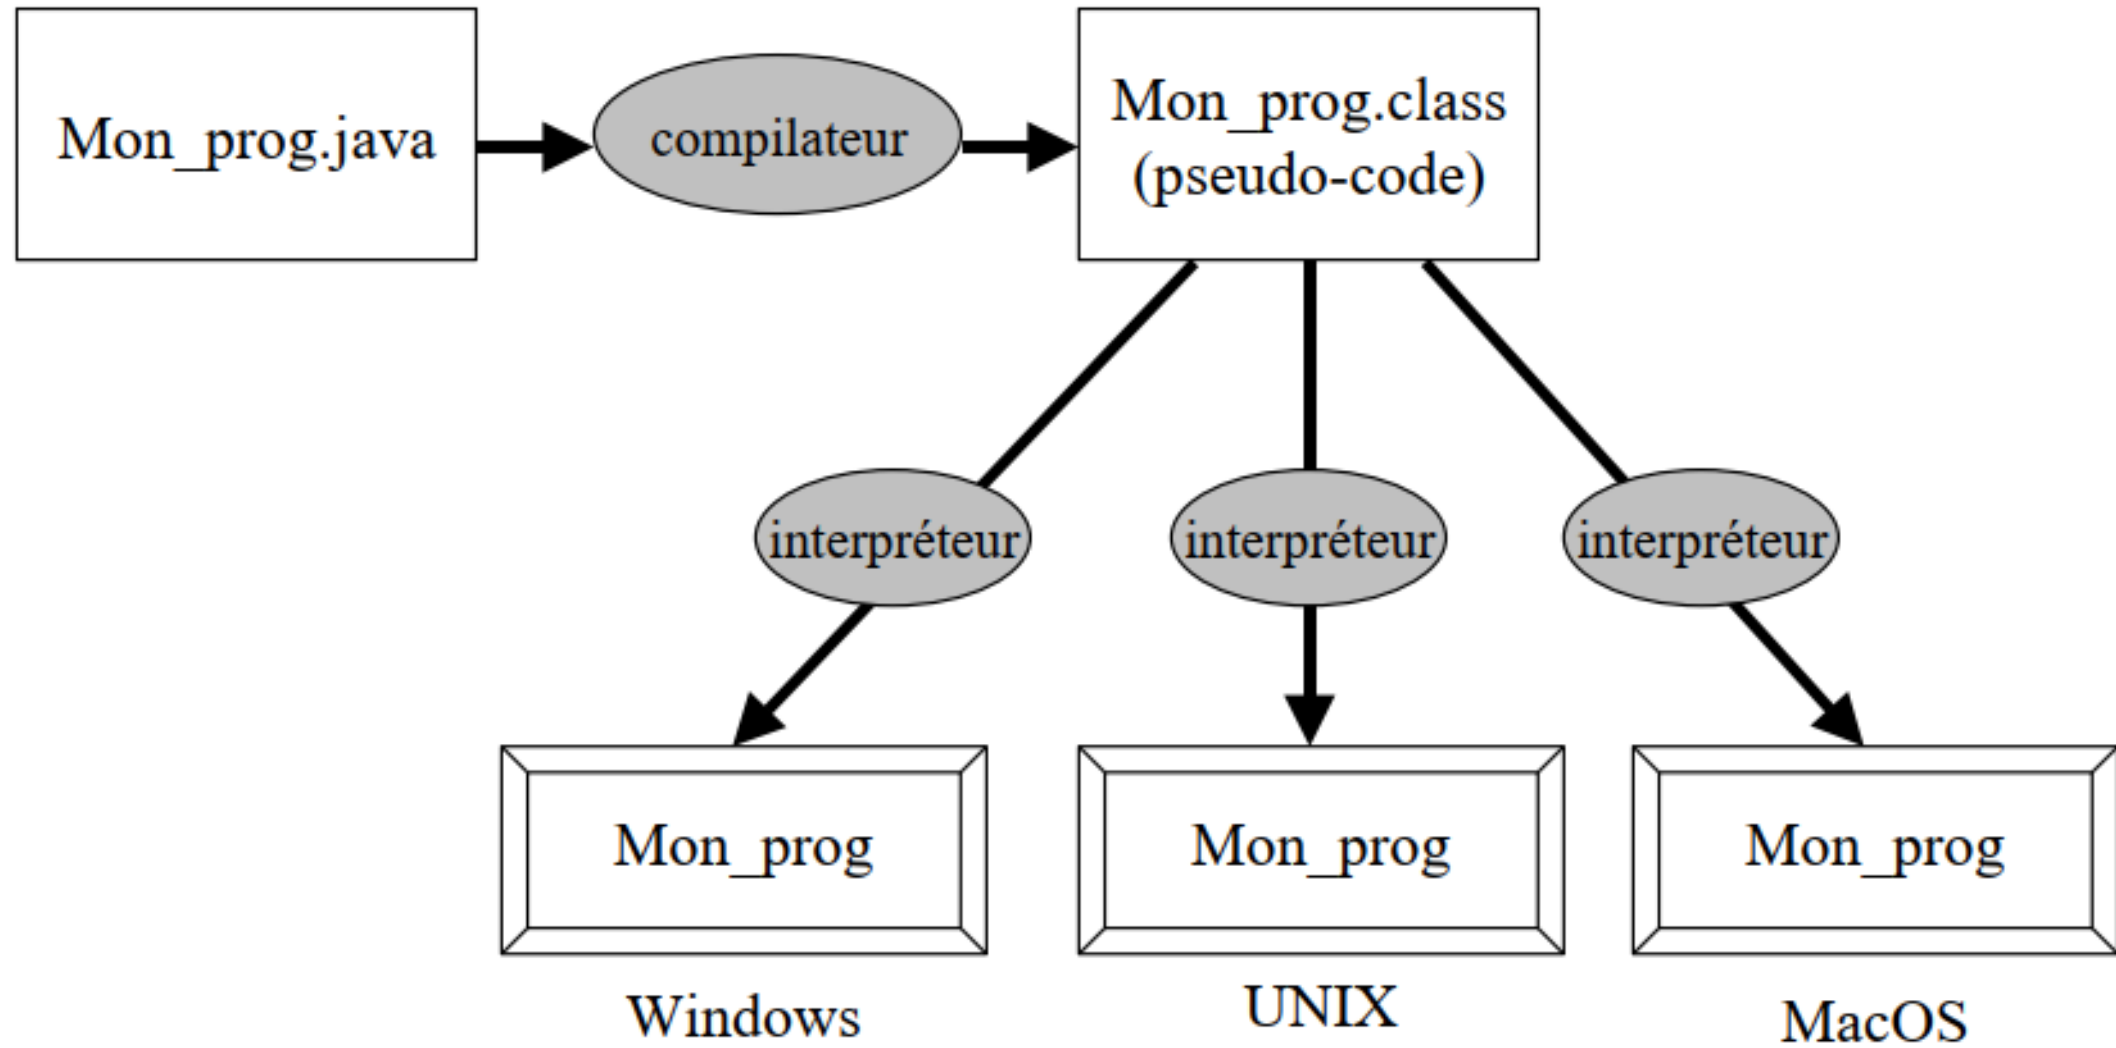 Mon_prog.java
compilateur
Mon_prog.class
(pseudo-code)
interpréteur
interpréteur
interpréteur
Mon_prog
Mon_prog
Mon_prog
Windows
UNIX
MacOS